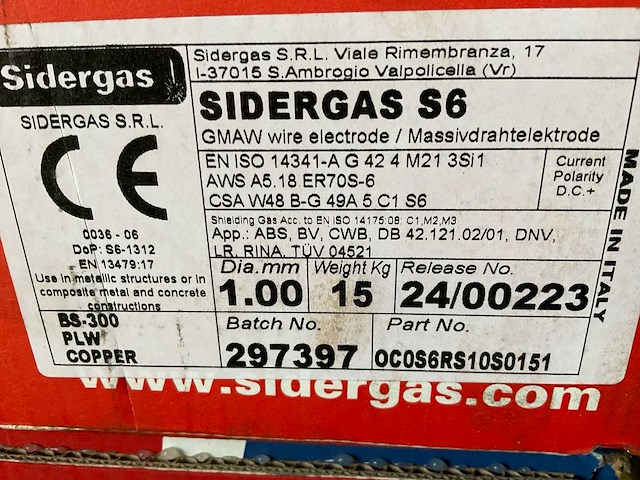 Sidergas
SIDERGAS S.R.L.
CE
0036 - 06
DoP: S6-1312
EN 13479:17
Use in metallic structures or in
composite metal and concrete
constructions
Sidergas S.R.L. Viale Rimembranza, 17
I-37015 S.Ambrogio Valpolicella (Vr)
SIDERGAS S6
GMAW wire electrode / Massivdrahtelektrode
EN ISO 14341-A G 42 4 M21 3Si1
AWS A5.18 ER70S-6
CSA W48 B-G 49A 5 C1 S6
Current
Polarity
D.C.+
Shielding Gas Acc. to EN ISO 14175:08: C1,M2,M3
App.: ABS, BV, CWB, DB 42.121.02/01, DNV,
LR, RINA, TÜV 04521
Dia.mm Weight Kg Release No.
1.00 15 24/00223
MADE IN ITALY
BS-300
PLW
COPPER
Batch No. Part No.
297397 OC0S6RS10S0151
www.sidergas.com